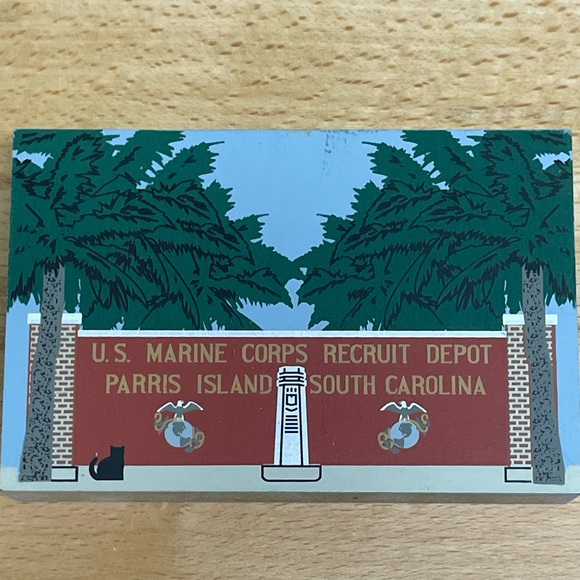 U.S. MARINE CORPS RECRUIT DEPOT
PARRIS ISLAND SOUTH CAROLINA